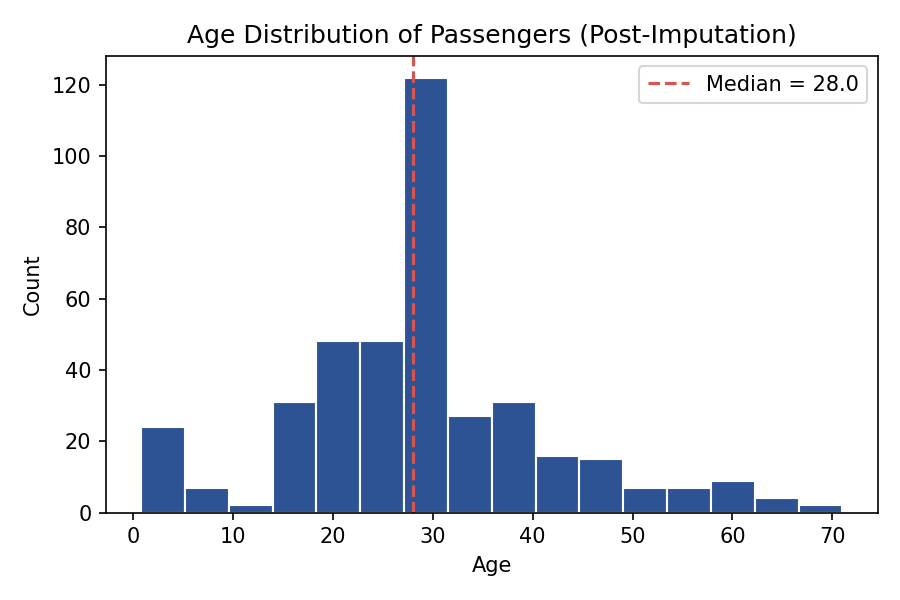 Age Distribution of Passengers (Post-Imputation)
Median = 28.0
120
100
80
60
40
20
0
Count
0 10 20 30 40 50 60 70
Age